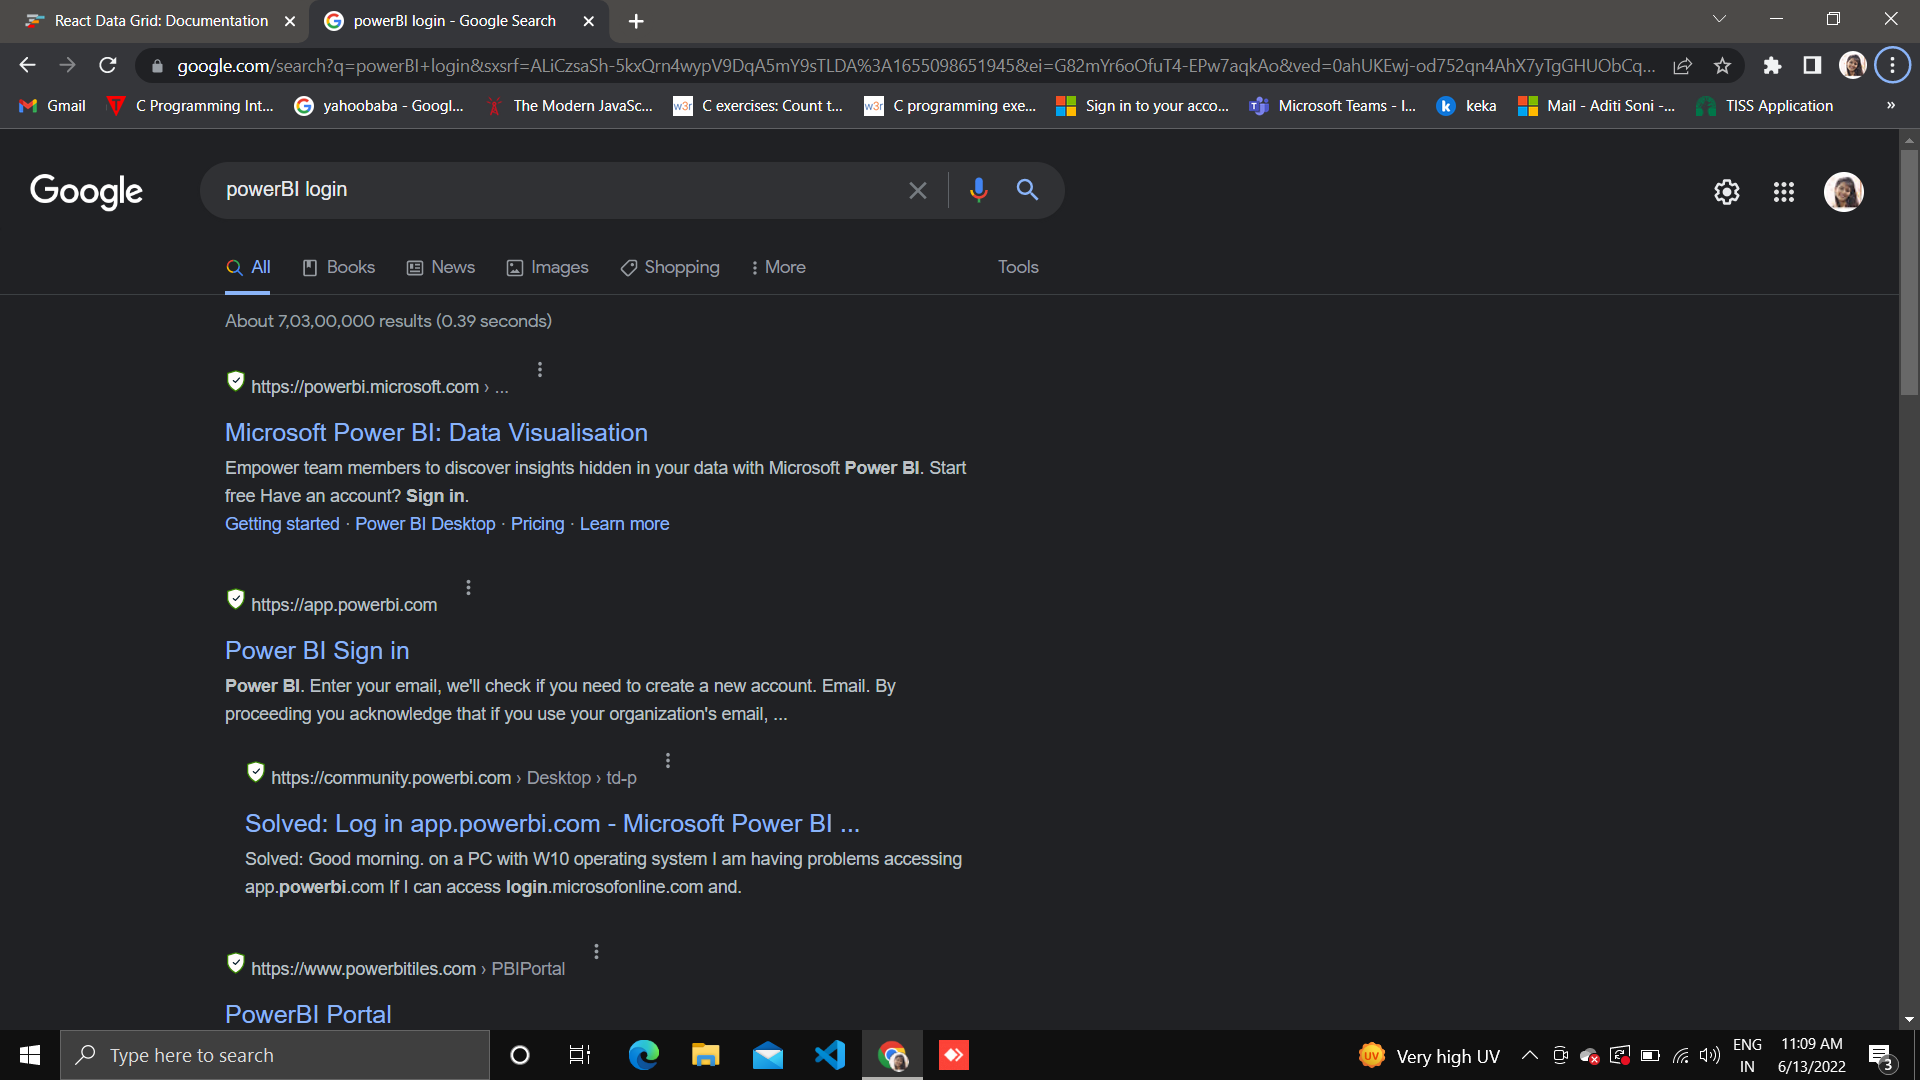 React Data Grid: Documentation
powerBI login - Google Search
google.com/search?q=powerBI+login&sxsrf=ALiCzsaSh-5kxQrn4wypV9DqA5mY9sTLDA%3A1655098651945&ei=G82mYr6oOfuT4-EPw7aqkAo&ved=0ahUKEwj-od752qn4AhX7yTgGHUObCq...
Gmail
C Programming Int...
yahoobaba - Googl...
The Modern JavaSc...
w3r C exercises: Count t...
w3r C programming exe...
Sign in to your acco...
Microsoft Teams - I...
k keka
Mail - Aditi Soni -...
TISS Application
»
Google
powerBI login
All
Books
News
Images
Shopping
More
Tools
About 7,03,00,000 results (0.39 seconds)
https://powerbi.microsoft.com › ...
Microsoft Power BI: Data Visualisation
Empower team members to discover insights hidden in your data with Microsoft Power BI. Start
free Have an account? Sign in.
Getting started · Power BI Desktop · Pricing · Learn more
https://app.powerbi.com
Power BI Sign in
Power BI. Enter your email, we'll check if you need to create a new account. Email. By
proceeding you acknowledge that if you use your organization's email, ...
https://community.powerbi.com › Desktop › td-p
Solved: Log in app.powerbi.com - Microsoft Power BI ...
Solved: Good morning. on a PC with W10 operating system I am having problems accessing
app.powerbi.com If I can access login.microsofonline.com and.
https://www.powerbitiles.com › PBIPortal
PowerBI Portal
Type here to search
UV Very high UV
ENG
IN
11:09 AM
6/13/2022
3